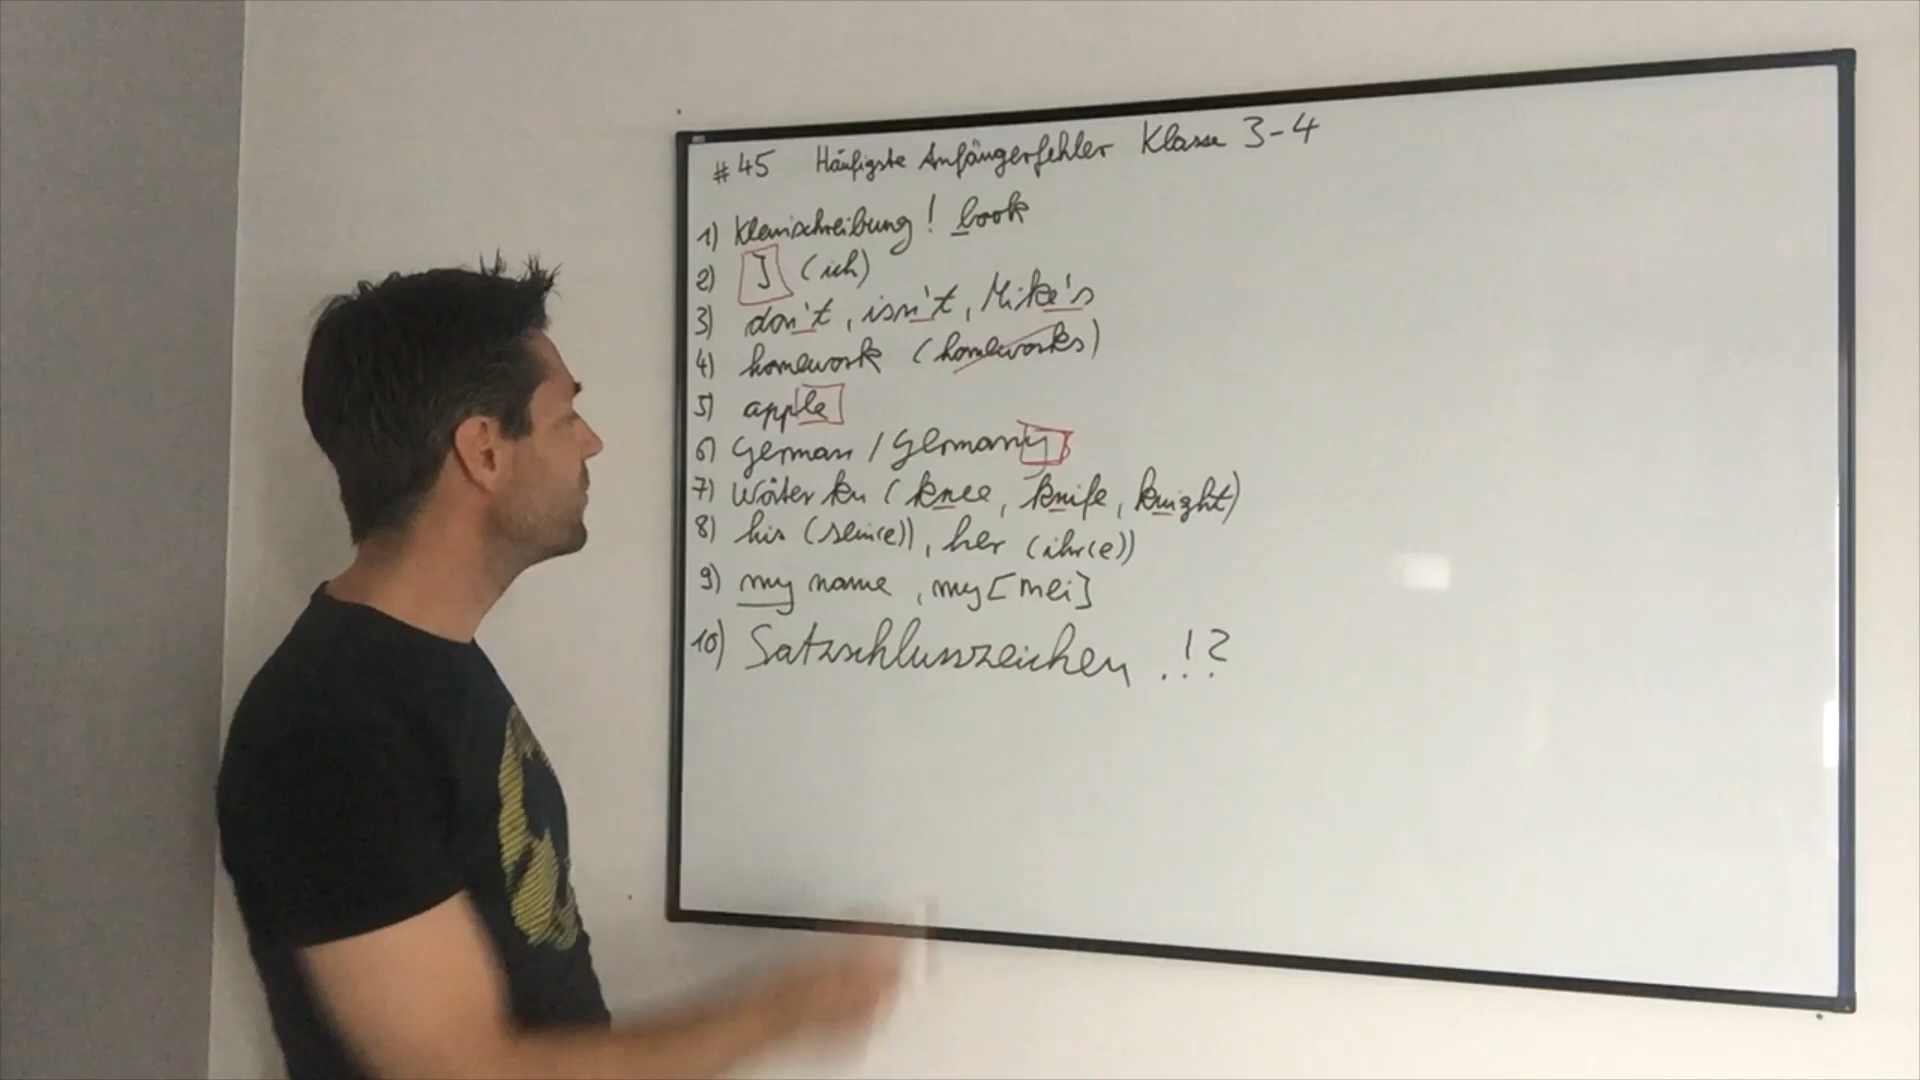 #45 Häufigste Anfängerfehler Klasse 3-4
1) Kleinschreibung! book
2) I (ich)
3) don't, isn't, Mike's
4) homework (homeworks)
5) apple
6) German / Germany
7) Wörter kn (knee, knife, knight)
8) his (sein(e)), her (ihr(e))
9) my name, my [mei]
10) Satzschlusszeichen .!?